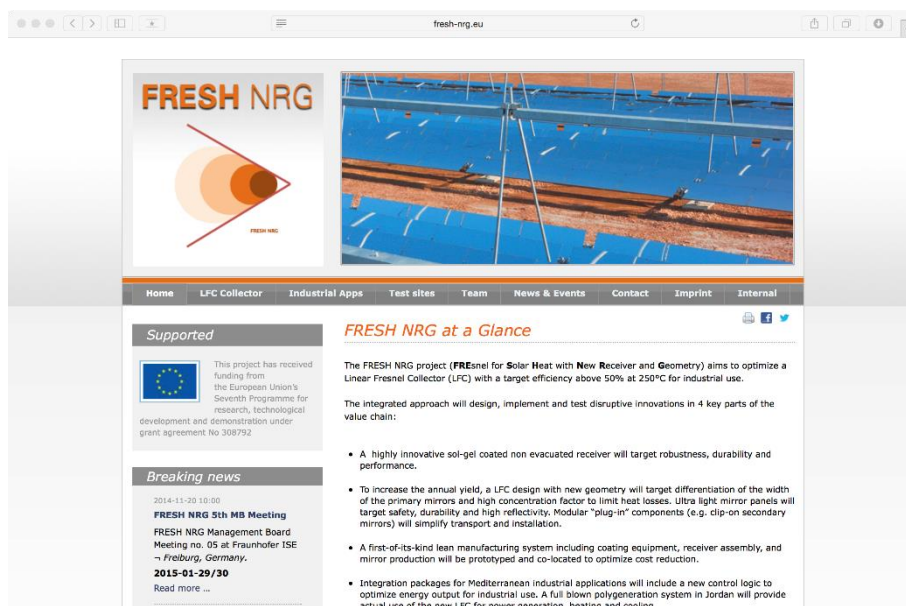 fresh-nrg.eu
FRESH NRG
FRESH NRG
Home LFC Collector Industrial Apps Test sites Team News & Events Contact Imprint Internal
Supported
This project has received
funding from
the European Union's
Seventh Programme for
research, technological
development and demonstration under
grant agreement No 308792
Breaking news
2014-11-20 10:00
FRESH NRG 5th MB Meeting
FRESH NRG Management Board
Meeting no. 05 at Fraunhofer ISE
¬ Freiburg, Germany.
2015-01-29/30
Read more ...
FRESH NRG at a Glance
The FRESH NRG project (FREsnel for Solar Heat with New Receiver and Geometry) aims to optimize a
Linear Fresnel Collector (LFC) with a target efficiency above 50% at 250°C for industrial use.
The integrated approach will design, implement and test disruptive innovations in 4 key parts of the
value chain:
• A highly innovative sol-gel coated non evacuated receiver will target robustness, durability and
performance.
• To increase the annual yield, a LFC design with new geometry will target differentiation of the width
of the primary mirrors and high concentration factor to limit heat losses. Ultra light mirror panels will
target safety, durability and high reflectivity. Modular "plug-in" components (e.g. clip-on secondary
mirrors) will simplify transport and installation.
• A first-of-its-kind lean manufacturing system including coating equipment, receiver assembly, and
mirror production will be prototyped and co-located to optimize cost reduction.
• Integration packages for Mediterranean industrial applications will include a new control logic to
optimize energy output for industrial use. A full blown polygeneration system in Jordan will provide
actual use of the new LFC for power generation, heating and cooling.